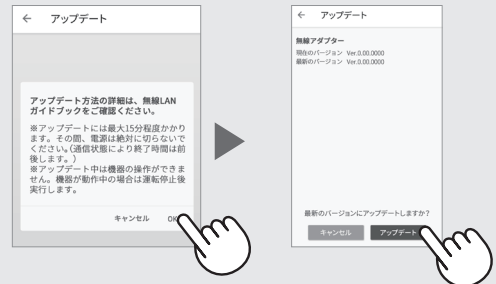 ← アップデート
アップデート方法の詳細は、無線LAN
ガイドブックをご確認ください。
※アップデートには最大15分程度かかり
ます。その間、電源は絶対に切らないで
ください。（通信状態により終了時間は前
後します。）
※アップデート中は機器の操作ができま
せん。機器が動作中の場合は運転停止後
実行します。
キャンセル OK
← アップデート
無線アダプター
現在のバージョン Ver.0.00.0000
最新のバージョン Ver.0.00.0000
最新のバージョンにアップデートしますか？
キャンセル アップデート